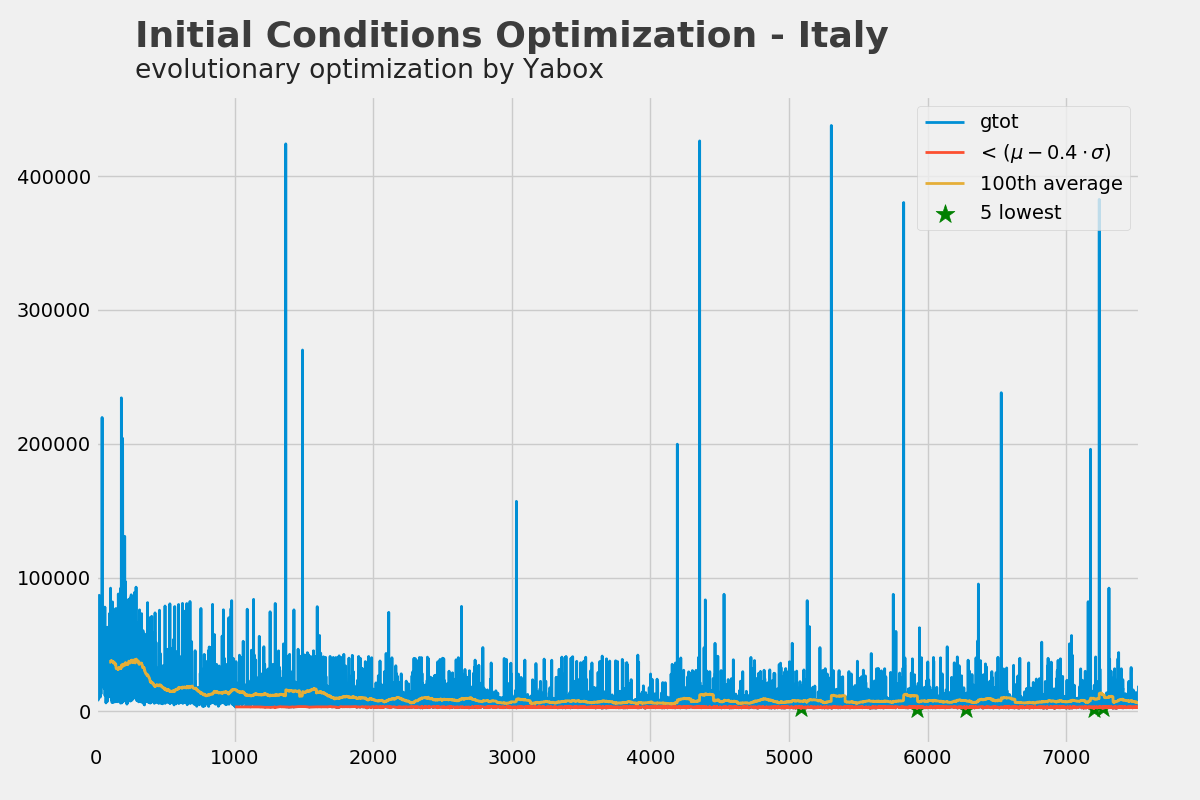 Initial Conditions Optimization - Italy
evolutionary optimization by Yabox
gtot
< (μ − 0.4 · σ)
100th average
5 lowest
400000
300000
200000
100000
0
0 1000 2000 3000 4000 5000 6000 7000